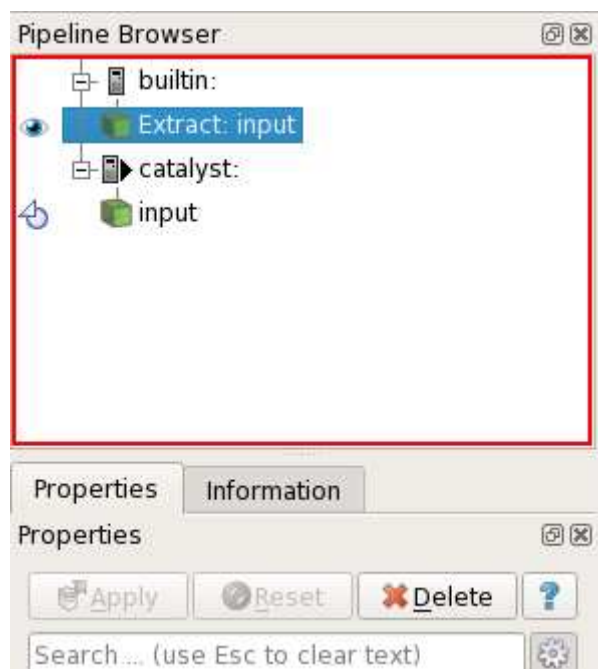 Pipeline Browser
builtin:
Extract: input
catalyst:
input
Properties Information
Properties
Apply Reset Delete ?
Search ... (use Esc to clear text)